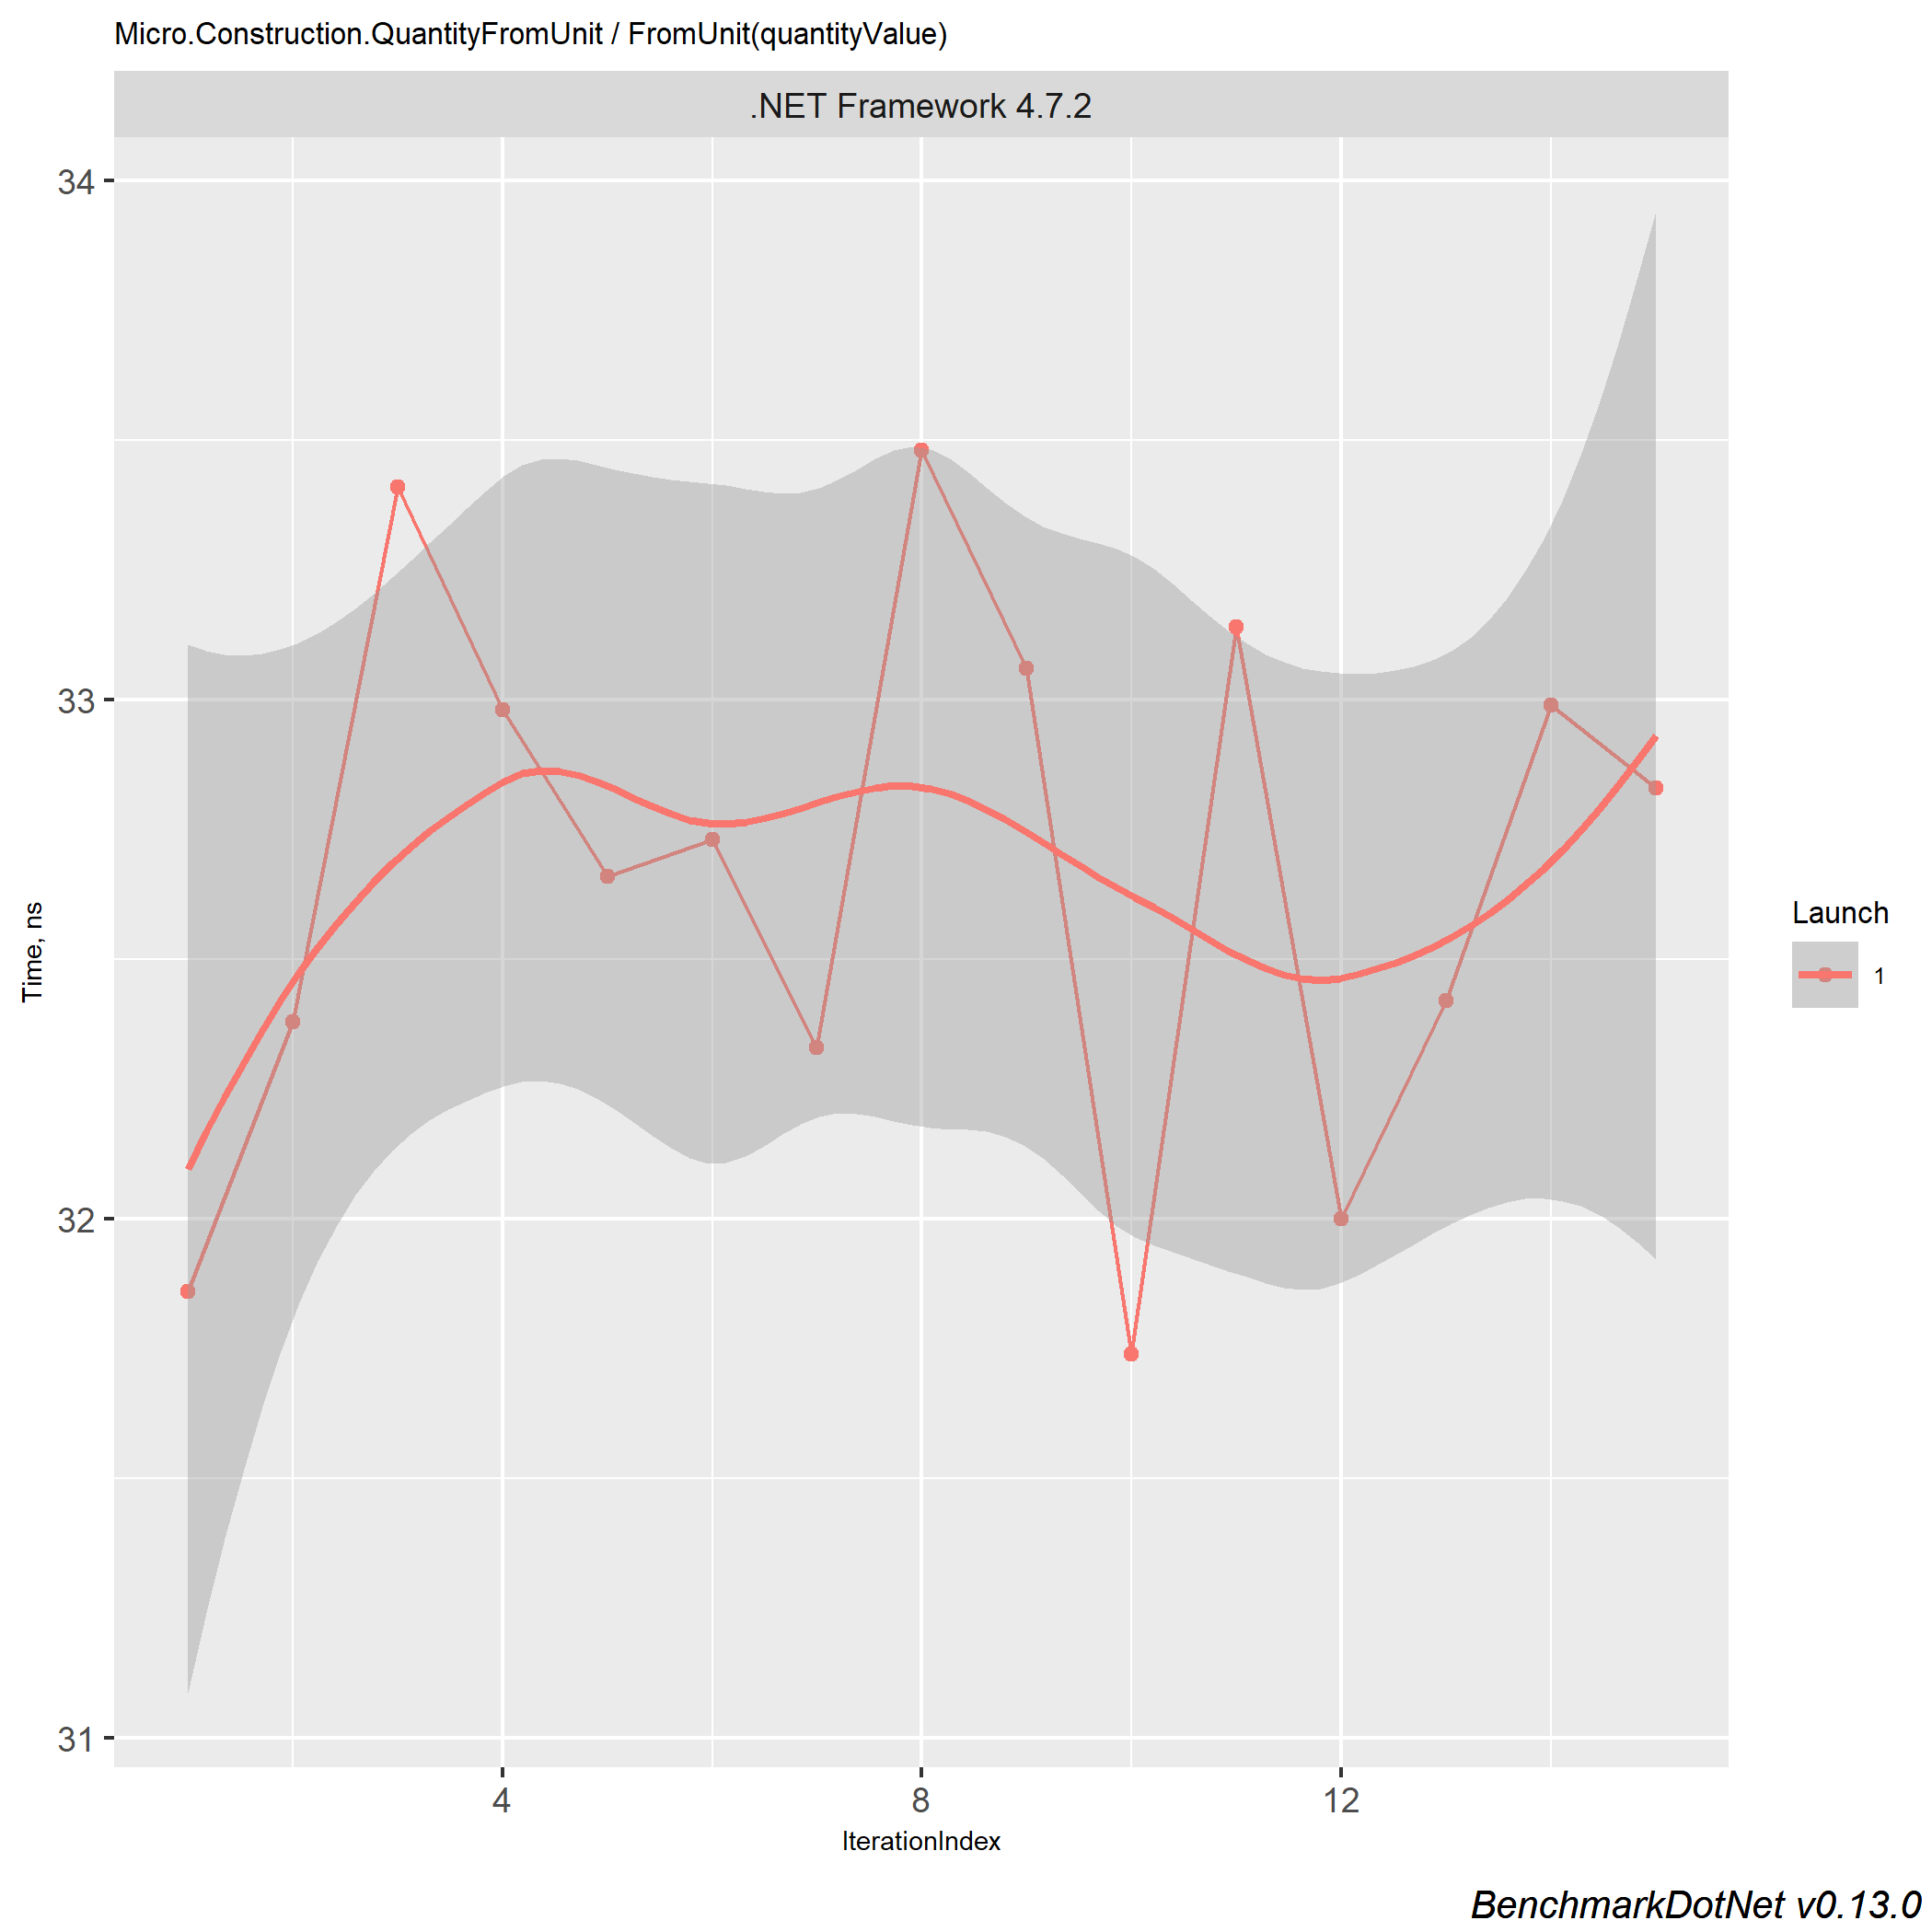 Micro.Construction.QuantityFromUnit / FromUnit(quantityValue)
.NET Framework 4.7.2
34
33
32
31
Time, ns
4 8 12
IterationIndex
Launch
1
BenchmarkDotNet v0.13.0